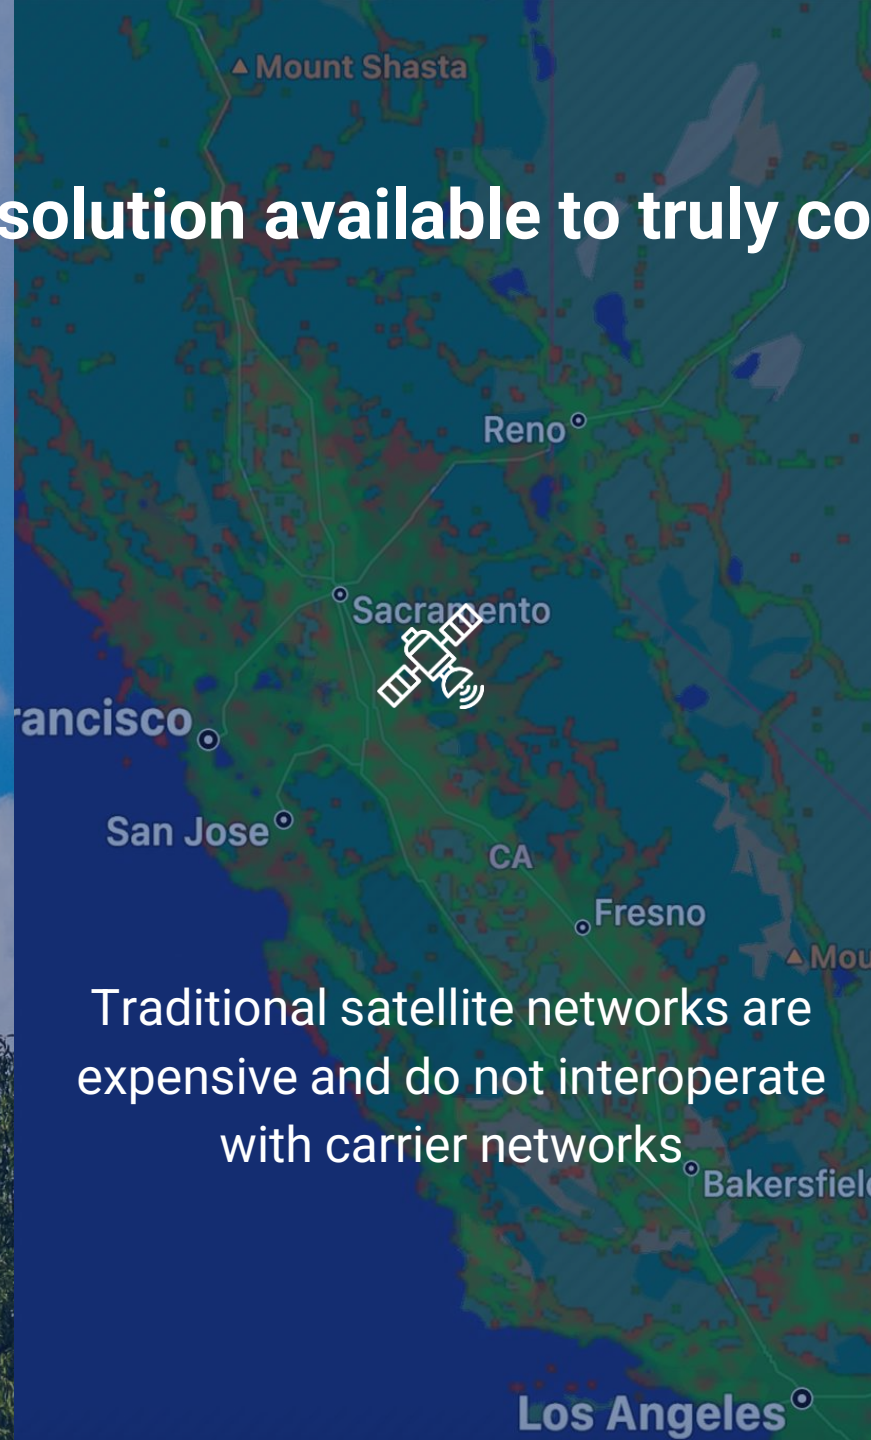 Mount Shasta
solution available to truly co
Reno
Sacramento
rancisco
San Jose
CA
Fresno
Mou
Traditional satellite networks are
expensive and do not interoperate
with carrier networks
Bakersfiel
Los Angeles